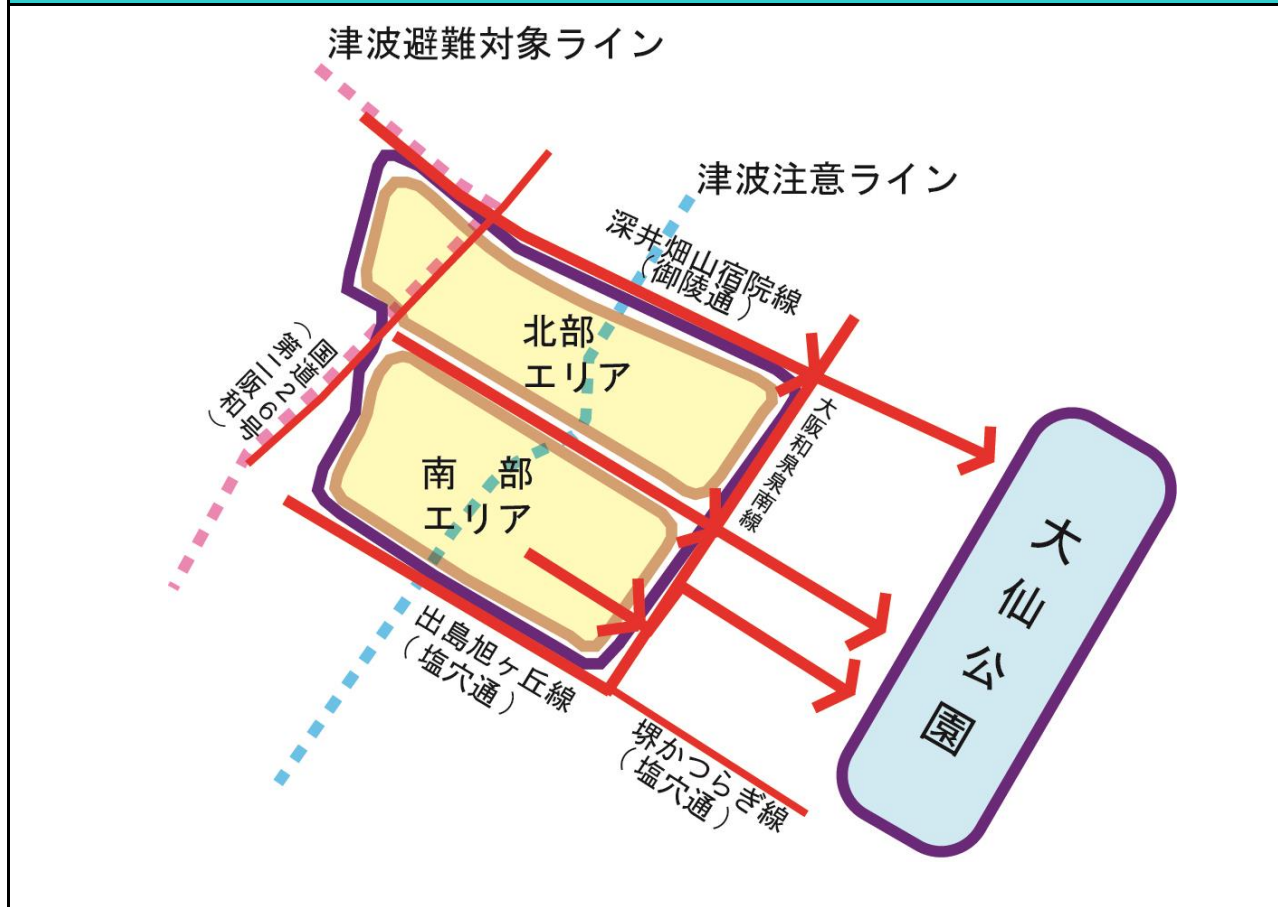 津波避難対象ライン
津波注意ライン
深井畑山宿院線
（御陵通）
北部
エリア
国道２６号
（第二阪和）
大阪和泉泉南線
南　部
エリア
大仙公園
出島旭ヶ丘線
（塩穴通）
堺かつらぎ線
（塩穴通）